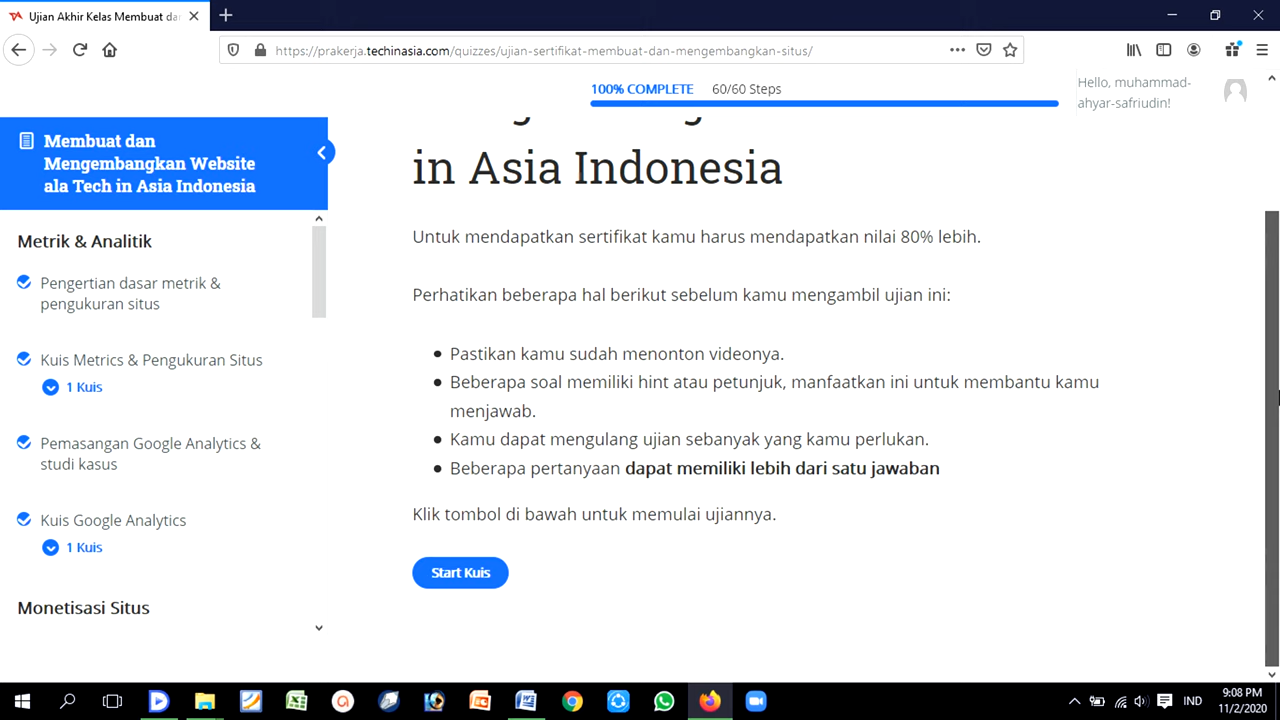 Ujian Akhir Kelas Membuat da
https://prakerja.techinasia.com/quizzes/ujian-sertifikat-membuat-dan-mengembangkan-situs/
100% COMPLETE 60/60 Steps
Hello, muhammad-
ahyar-safriudin!
Membuat dan
Mengembangkan Website
ala Tech in Asia Indonesia
Metrik & Analitik
Pengertian dasar metrik &
pengukuran situs
Kuis Metrics & Pengukuran Situs
1 Kuis
Pemasangan Google Analytics &
studi kasus
Kuis Google Analytics
1 Kuis
Monetisasi Situs
in Asia Indonesia
Untuk mendapatkan sertifikat kamu harus mendapatkan nilai 80% lebih.
Perhatikan beberapa hal berikut sebelum kamu mengambil ujian ini:
Pastikan kamu sudah menonton videonya.
Beberapa soal memiliki hint atau petunjuk, manfaatkan ini untuk membantu kamu
menjawab.
Kamu dapat mengulang ujian sebanyak yang kamu perlukan.
Beberapa pertanyaan dapat memiliki lebih dari satu jawaban
Klik tombol di bawah untuk memulai ujiannya.
Start Kuis
IND
9:08 PM
11/2/2020